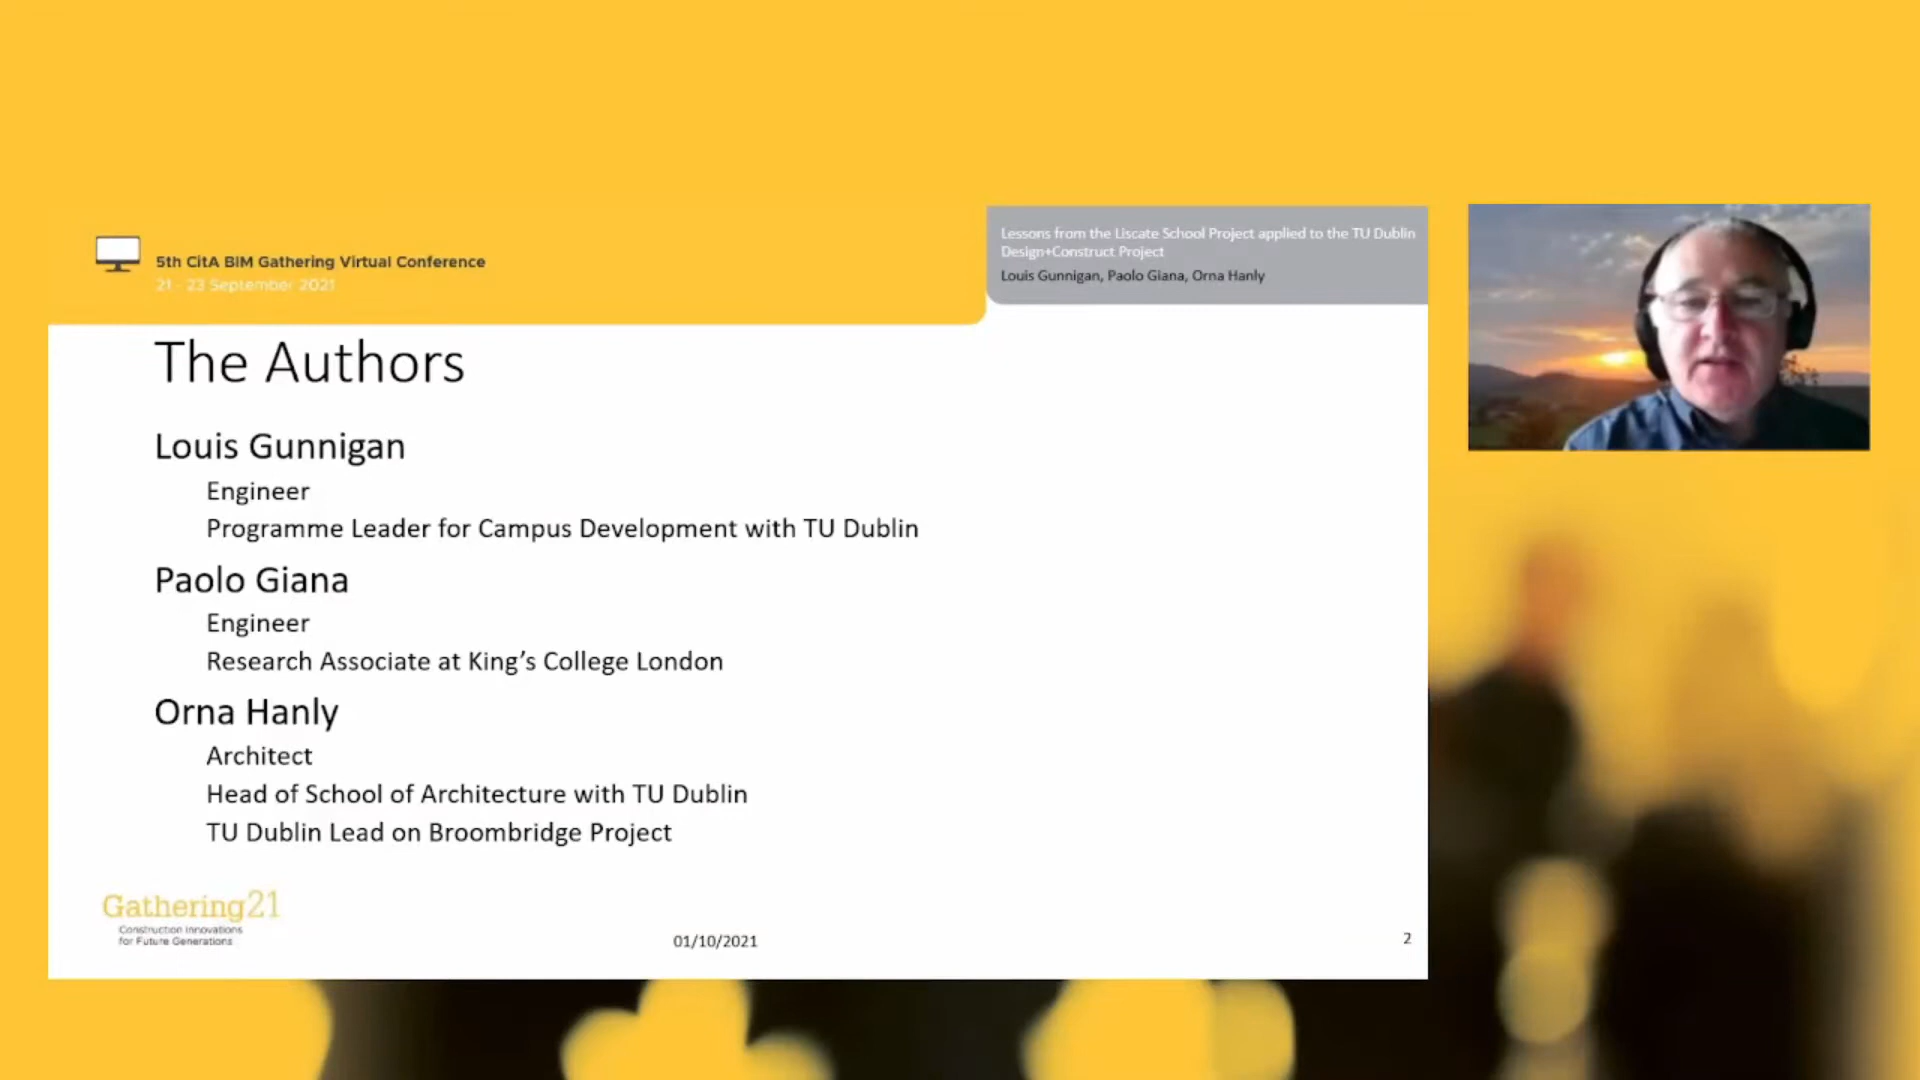 5th CitA BIM Gathering Virtual Conference
21 - 23 September 2021
Lessons from the Liscate School Project applied to the TU Dublin
Design+Construct Project
Louis Gunnigan, Paolo Giana, Orna Hanly
The Authors
Louis Gunnigan
Engineer
Programme Leader for Campus Development with TU Dublin
Paolo Giana
Engineer
Research Associate at King’s College London
Orna Hanly
Architect
Head of School of Architecture with TU Dublin
TU Dublin Lead on Broombridge Project
Gathering21
Construction Innovations
for Future Generations
01/10/2021
2